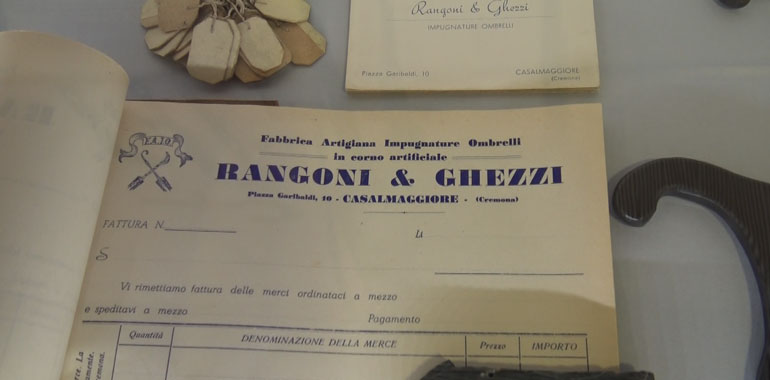 Rangoni & Ghezzi
IMPUGNATURE OMBRELLI
Piazza Garibaldi, 10 CASALMAGGIORE
(Cremona)
F.A.I.O.
Fabbrica Artigiana Impugnature Ombrelli
in corno artificiale
RANGONI & GHEZZI
Piazza Garibaldi, 10 - CASALMAGGIORE - (Cremona)
FATTURA N.
Li
S
Vi rimettiamo fattura delle merci ordinataci a mezzo
e speditavi a mezzo Pagamento
Quantità DENOMINAZIONE DELLA MERCE Prezzo IMPORTO